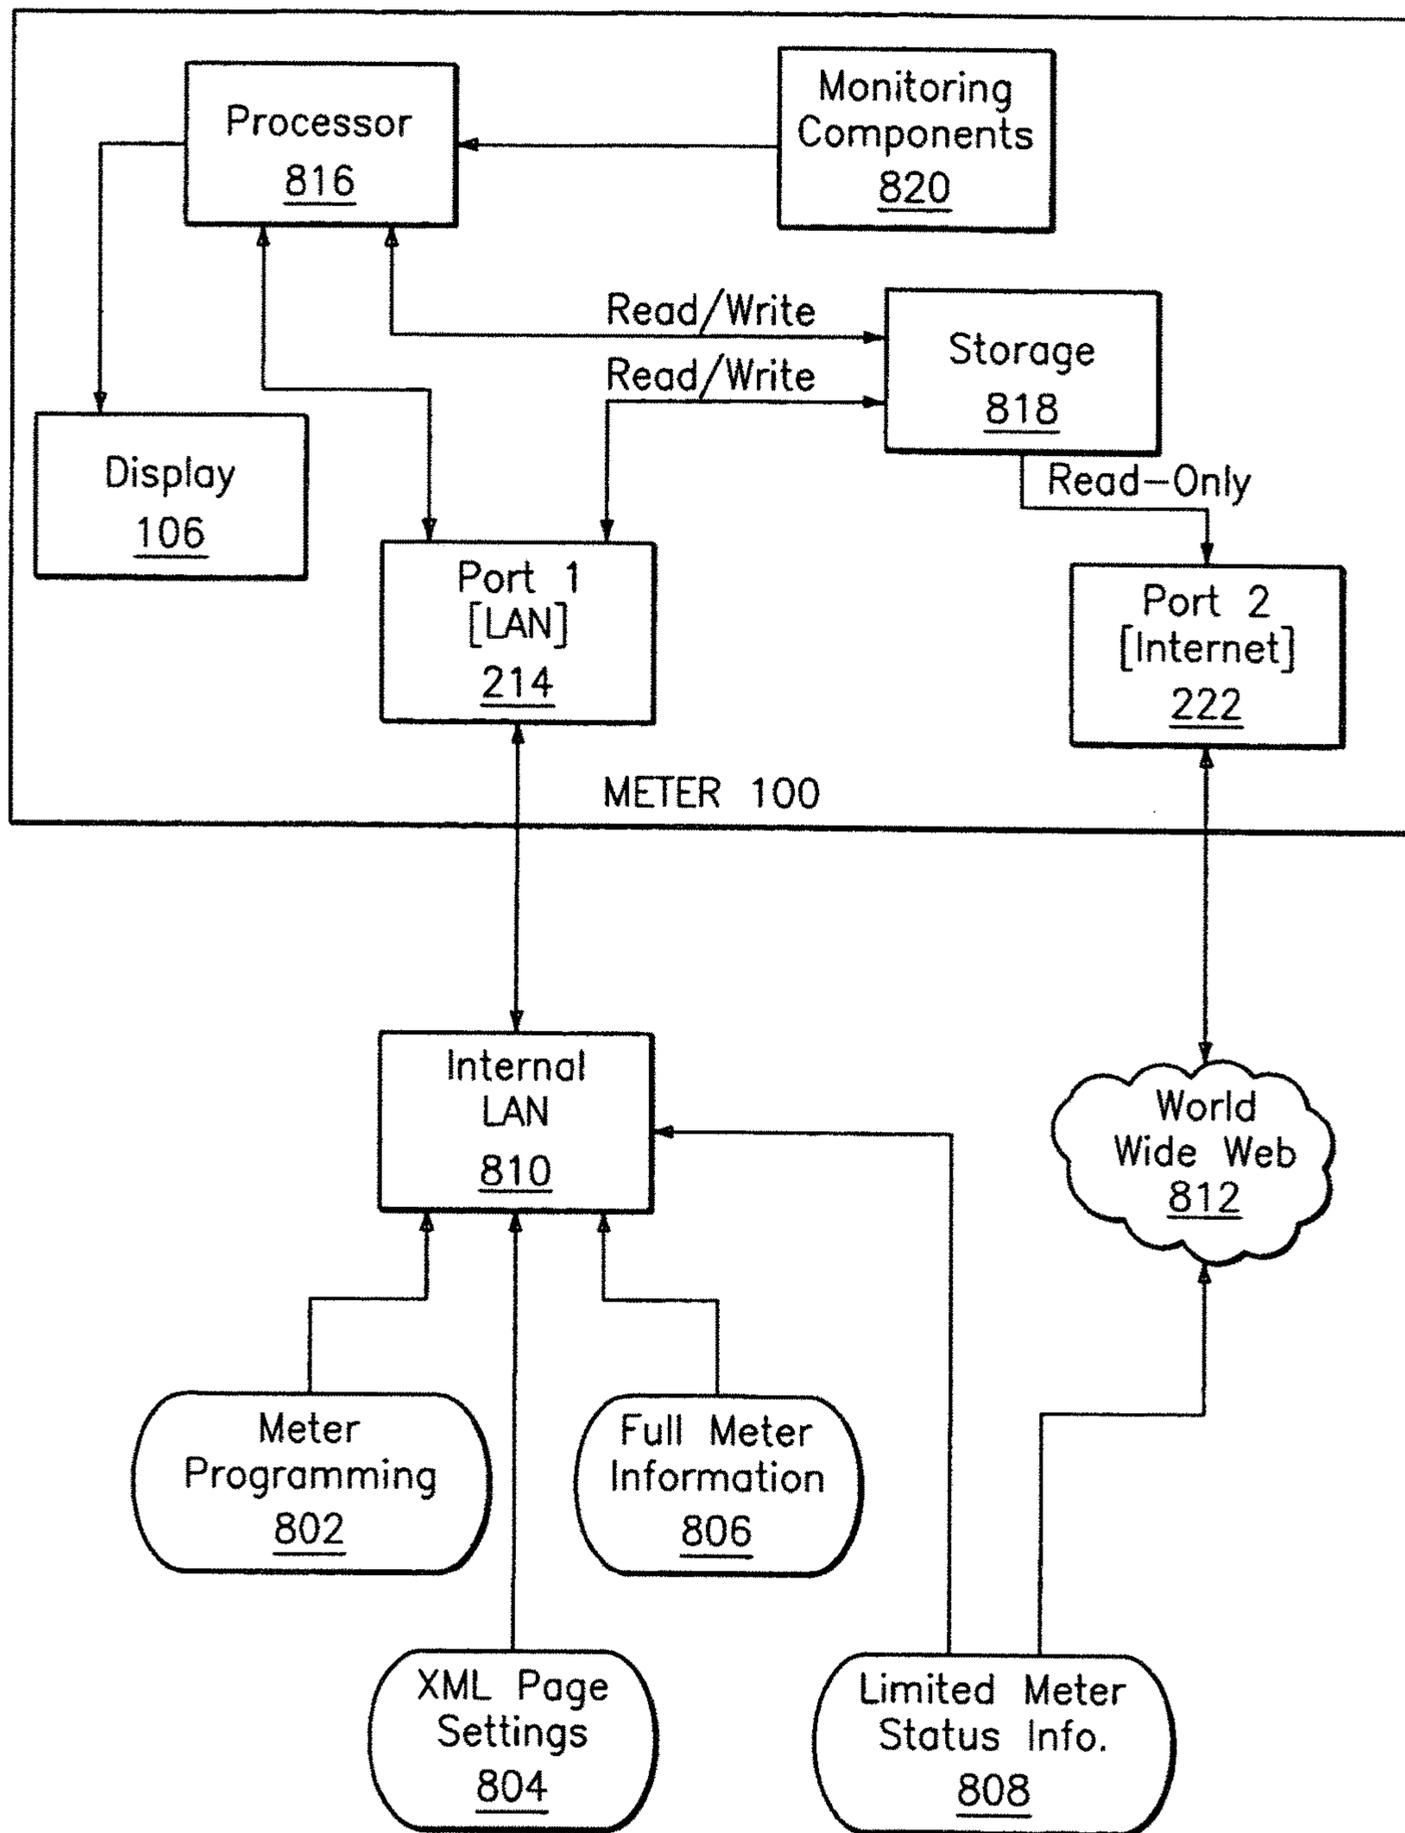 Processor
816
Monitoring
Components
820
Read/Write
Storage
818
Read/Write
Read-Only
Display
106
Port 1
[LAN]
214
Port 2
[Internet]
222
METER 100
Internal
LAN
810
World
Wide Web
812
Meter
Programming
802
Full Meter
Information
806
XML Page
Settings
804
Limited Meter
Status Info.
808